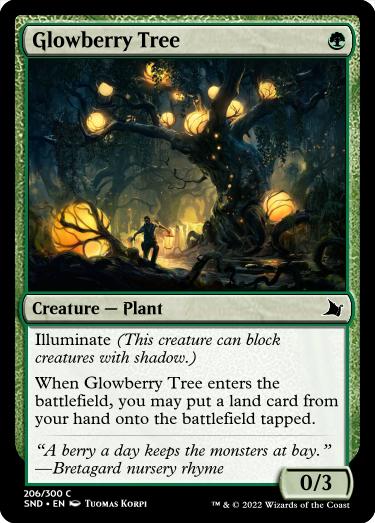 Glowberry Tree
Creature — Plant
Illuminate (This creature can block
creatures with shadow.)
When Glowberry Tree enters the
battlefield, you may put a land card from
your hand onto the battlefield tapped.
“A berry a day keeps the monsters at bay.”
—Bretagard nursery rhyme
0/3
206/300 C
SND • EN Tuomas Korpi
™ & © 2022 Wizards of the Coast